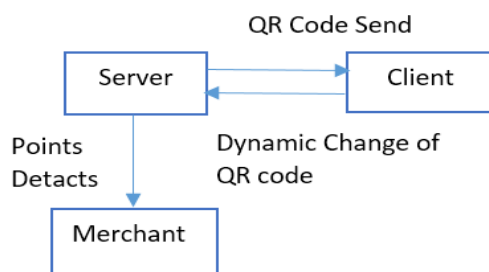 QR Code Send
Server
Client
Dynamic Change of
QR code
Points
Detacts
Merchant